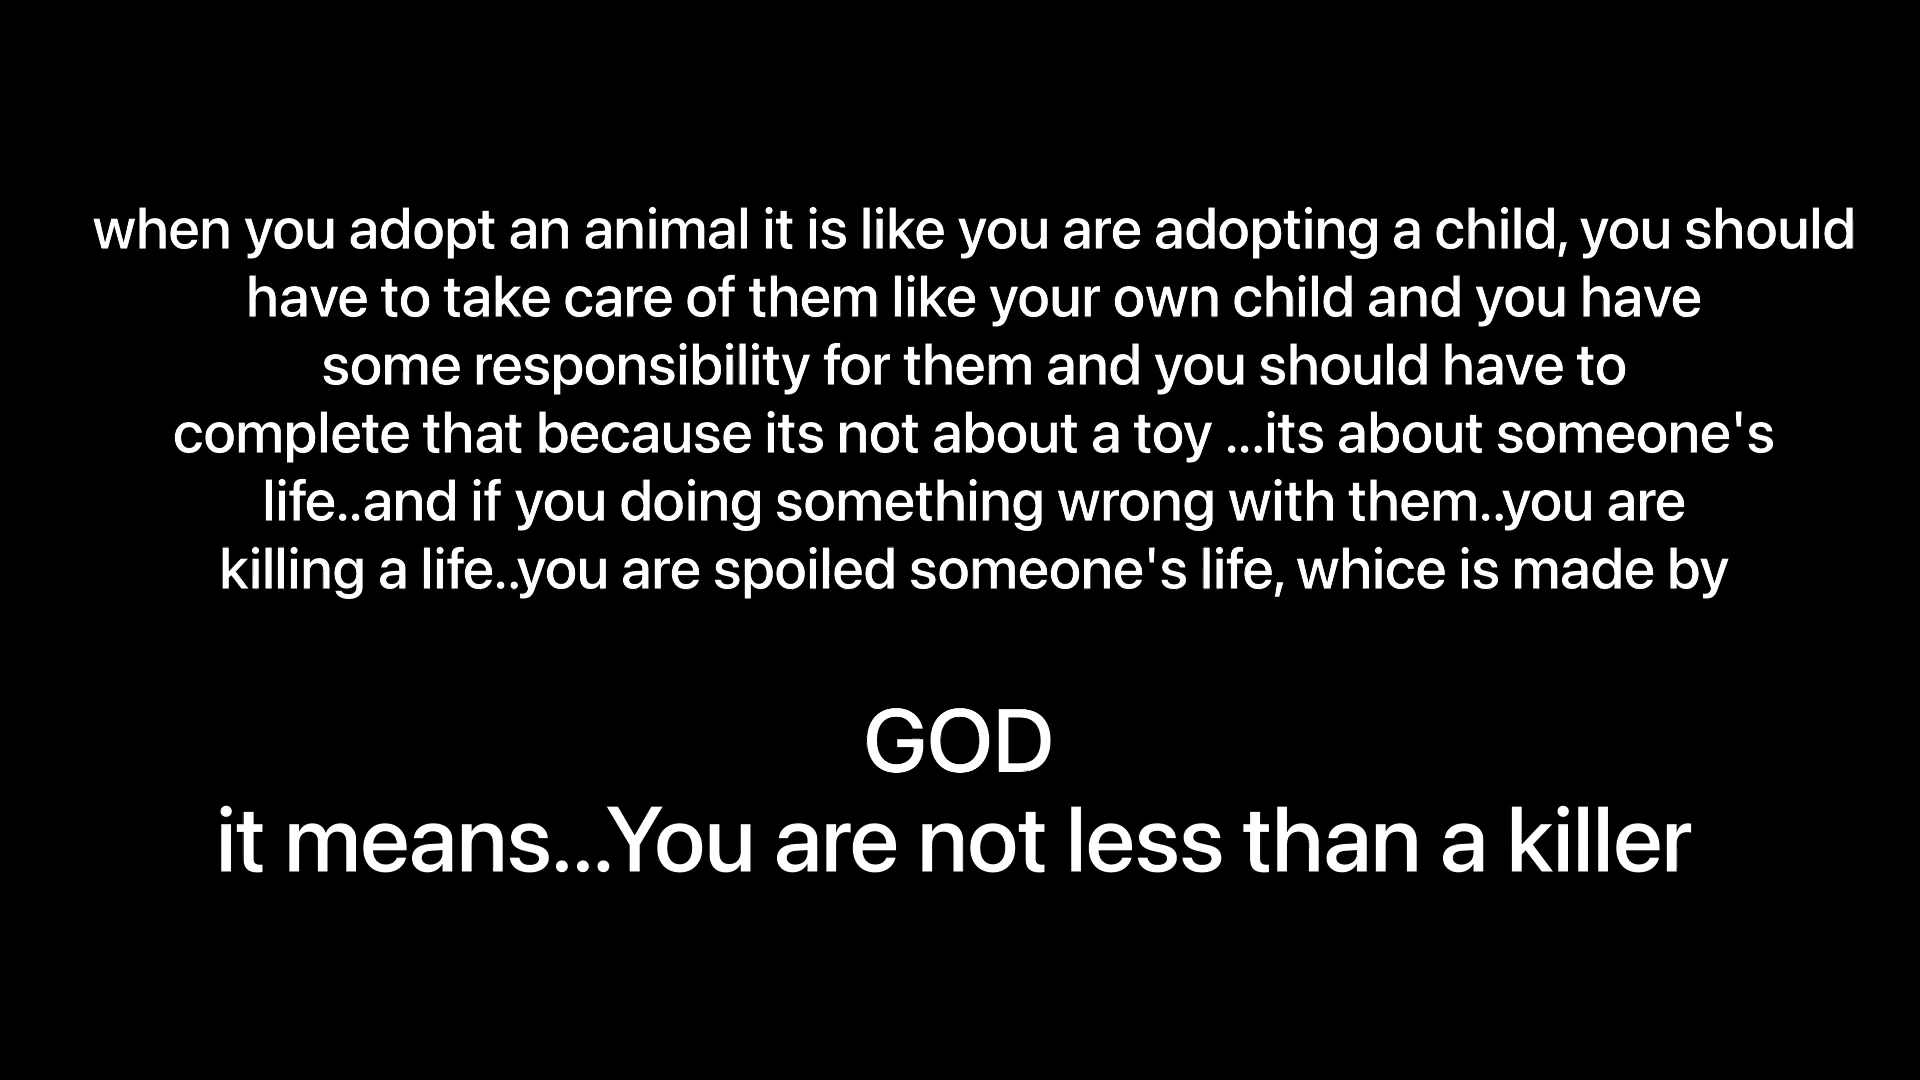 when you adopt an animal it is like you are adopting a child, you should
have to take care of them like your own child and you have
some responsibility for them and you should have to
complete that because its not about a toy ...its about someone's
life..and if you doing something wrong with them..you are
killing a life..you are spoiled someone's life, whice is made by
GOD
it means...You are not less than a killer